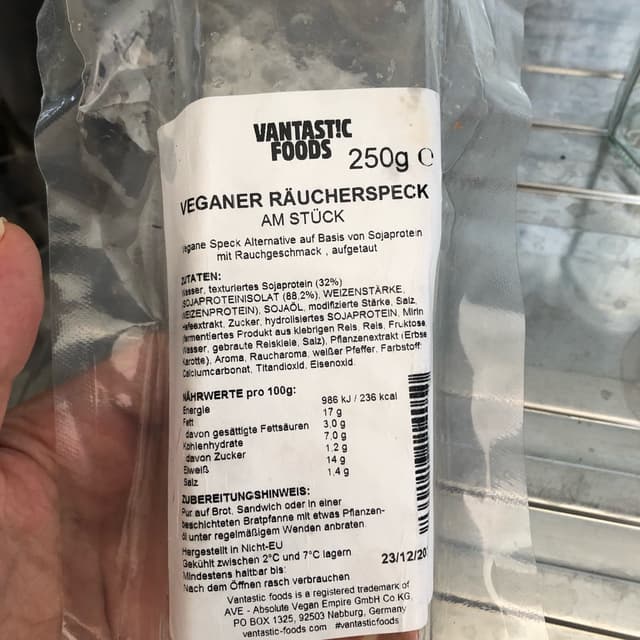 VANTAST!C
FOODS
250g e
VEGANER RÄUCHERSPECK
AM STÜCK
Vegane Speck Alternative auf Basis von Sojaprotein
mit Rauchgeschmack , aufgetaut
ZUTATEN:
Wasser, texturiertes Sojaprotein (32%)
(SOJAPROTEINISOLAT (88,2%), WEIZENSTÄRKE,
WEIZENPROTEIN), SOJAÖL, modifizierte Stärke, Salz,
Hefeextrakt, Zucker, hydrolisiertes SOJAPROTEIN, Mirin
(fermentiertes Produkt aus klebrigen Reis, Reis, Fruktose,
Wasser, gebraute Reiskleie, Salz), Pflanzenextrakt (Erbse
Karotte), Aroma, Raucharoma, weißer Pfeffer, Farbstoff:
Calciumcarbonat, Titandioxid, Eisenoxid.
NÄHRWERTE pro 100g:
Energie 986 kJ / 236 kcal
Fett 17 g
davon gesättigte Fettsäuren 3,0 g
Kohlenhydrate 7,0 g
davon Zucker 1,2 g
Eiweiß 14 g
Salz 1,4 g
ZUBEREITUNGSHINWEIS:
Pur auf Brot, Sandwich oder in einer
beschichteten Bratpfanne mit etwas Pflanzen-
öl unter regelmäßigem Wenden anbraten.
Hergestellt in Nicht-EU
Gekühlt zwischen 2°C und 7°C lagern
Mindestens haltbar bis: 23/12/20
Nach dem Öffnen rasch verbrauchen
Vantastic foods is a registered trademark of
AVE - Absolute Vegan Empire GmbH Co KG,
PO BOX 1325, 92503 Nabburg, Germany
vantastic-foods com #vantasticfoods